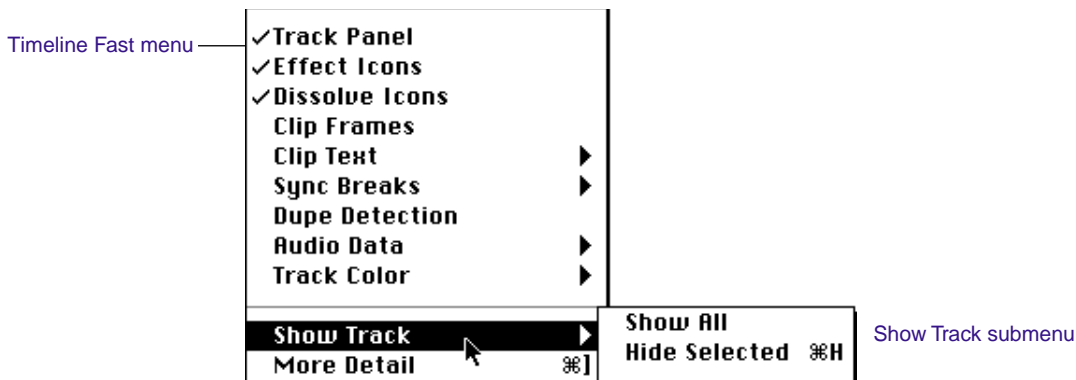 Timeline Fast menu
✓Track Panel
✓Effect Icons
✓Dissolve Icons
Clip Frames
Clip Text
Sync Breaks
Dupe Detection
Audio Data
Track Color
Show Track
More Detail ⌘]
Show All
Hide Selected ⌘H
Show Track submenu